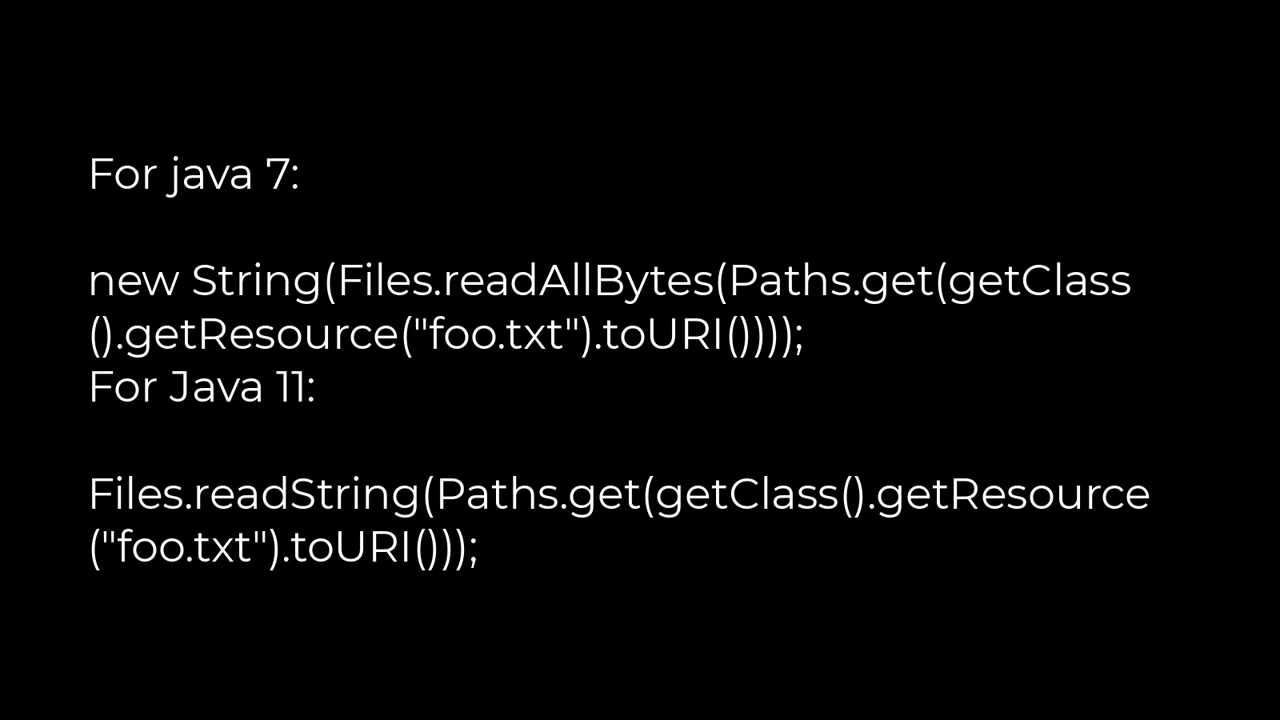 For java 7:
new String(Files.readAllBytes(Paths.get(getClass
().getResource("foo.txt").toURI())));
For Java 11:
Files.readString(Paths.get(getClass().getResource
("foo.txt").toURI()));